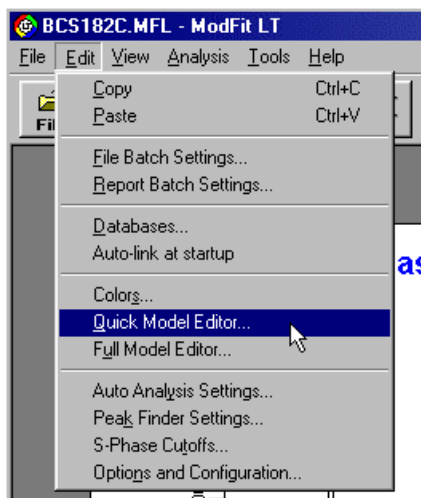 BCS182C.MFL - ModFit LT
File Edit View Analysis Tools Help
Copy Ctrl+C
Paste Ctrl+V
Fil
File Batch Settings...
Report Batch Settings...
Databases...
Auto-link at startup
as
Colors...
Quick Model Editor...
Full Model Editor...
Auto Analysis Settings...
Peak Finder Settings...
S-Phase Cutoffs...
Options and Configuration...